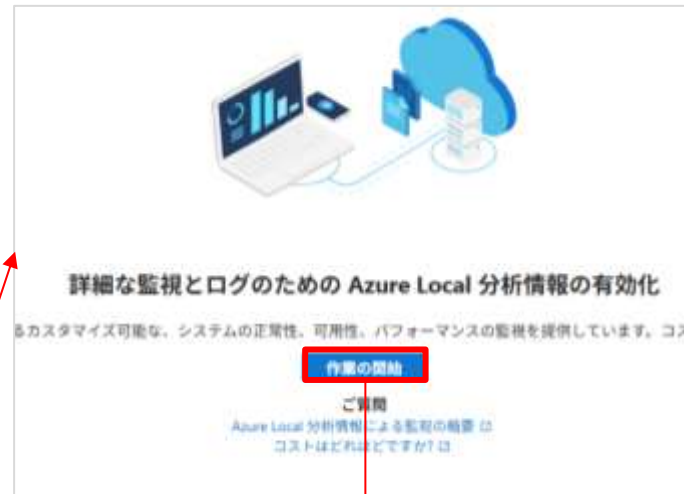 詳細な監視とログのための Azure Local 分析情報の有効化
るカスタマイズ可能な、システムの正常性、可用性、パフォーマンスの監視を提供しています。コス
作業の開始
ご質問
Azure Local 分析情報による監視の概要
コストはどれほどですか?